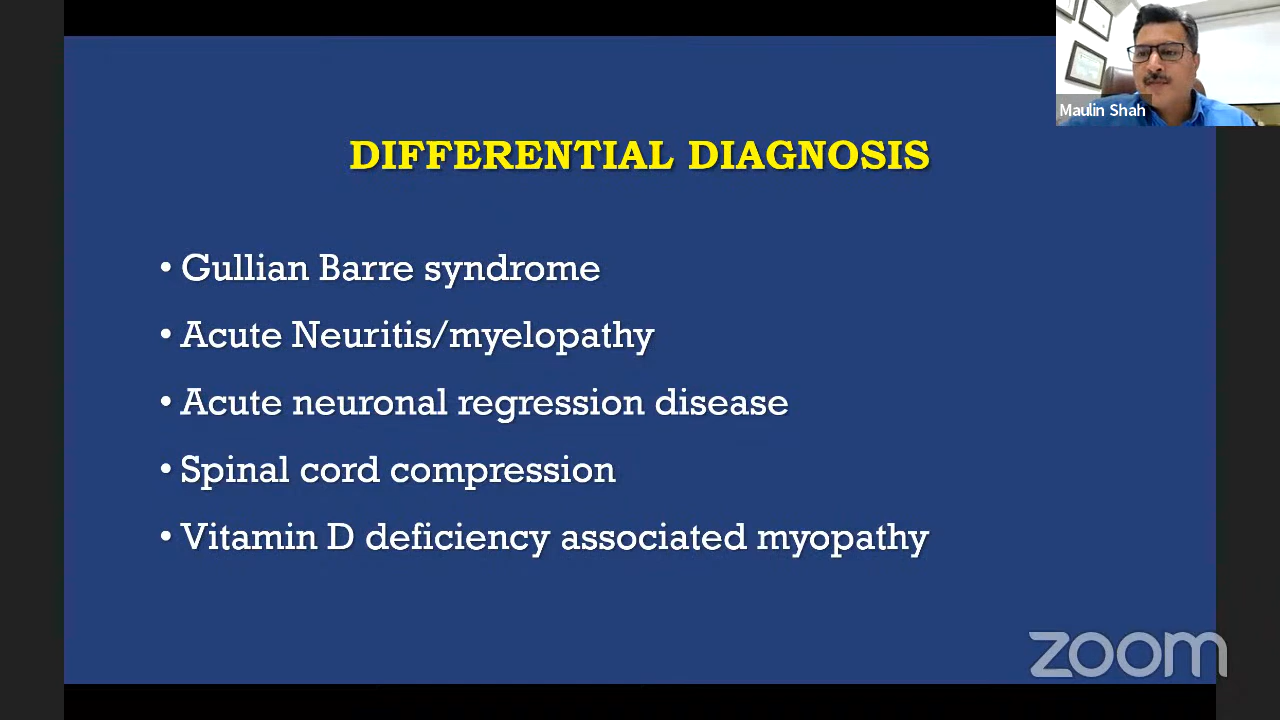 Maulin Shah
DIFFERENTIAL DIAGNOSIS
• Gullian Barre syndrome
• Acute Neuritis/myelopathy
• Acute neuronal regression disease
• Spinal cord compression
• Vitamin D deficiency associated myopathy
zoom